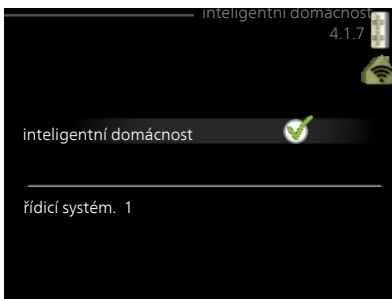 inteligentní domácnost
4.1.7
inteligentní domácnost
řídicí systém. 1